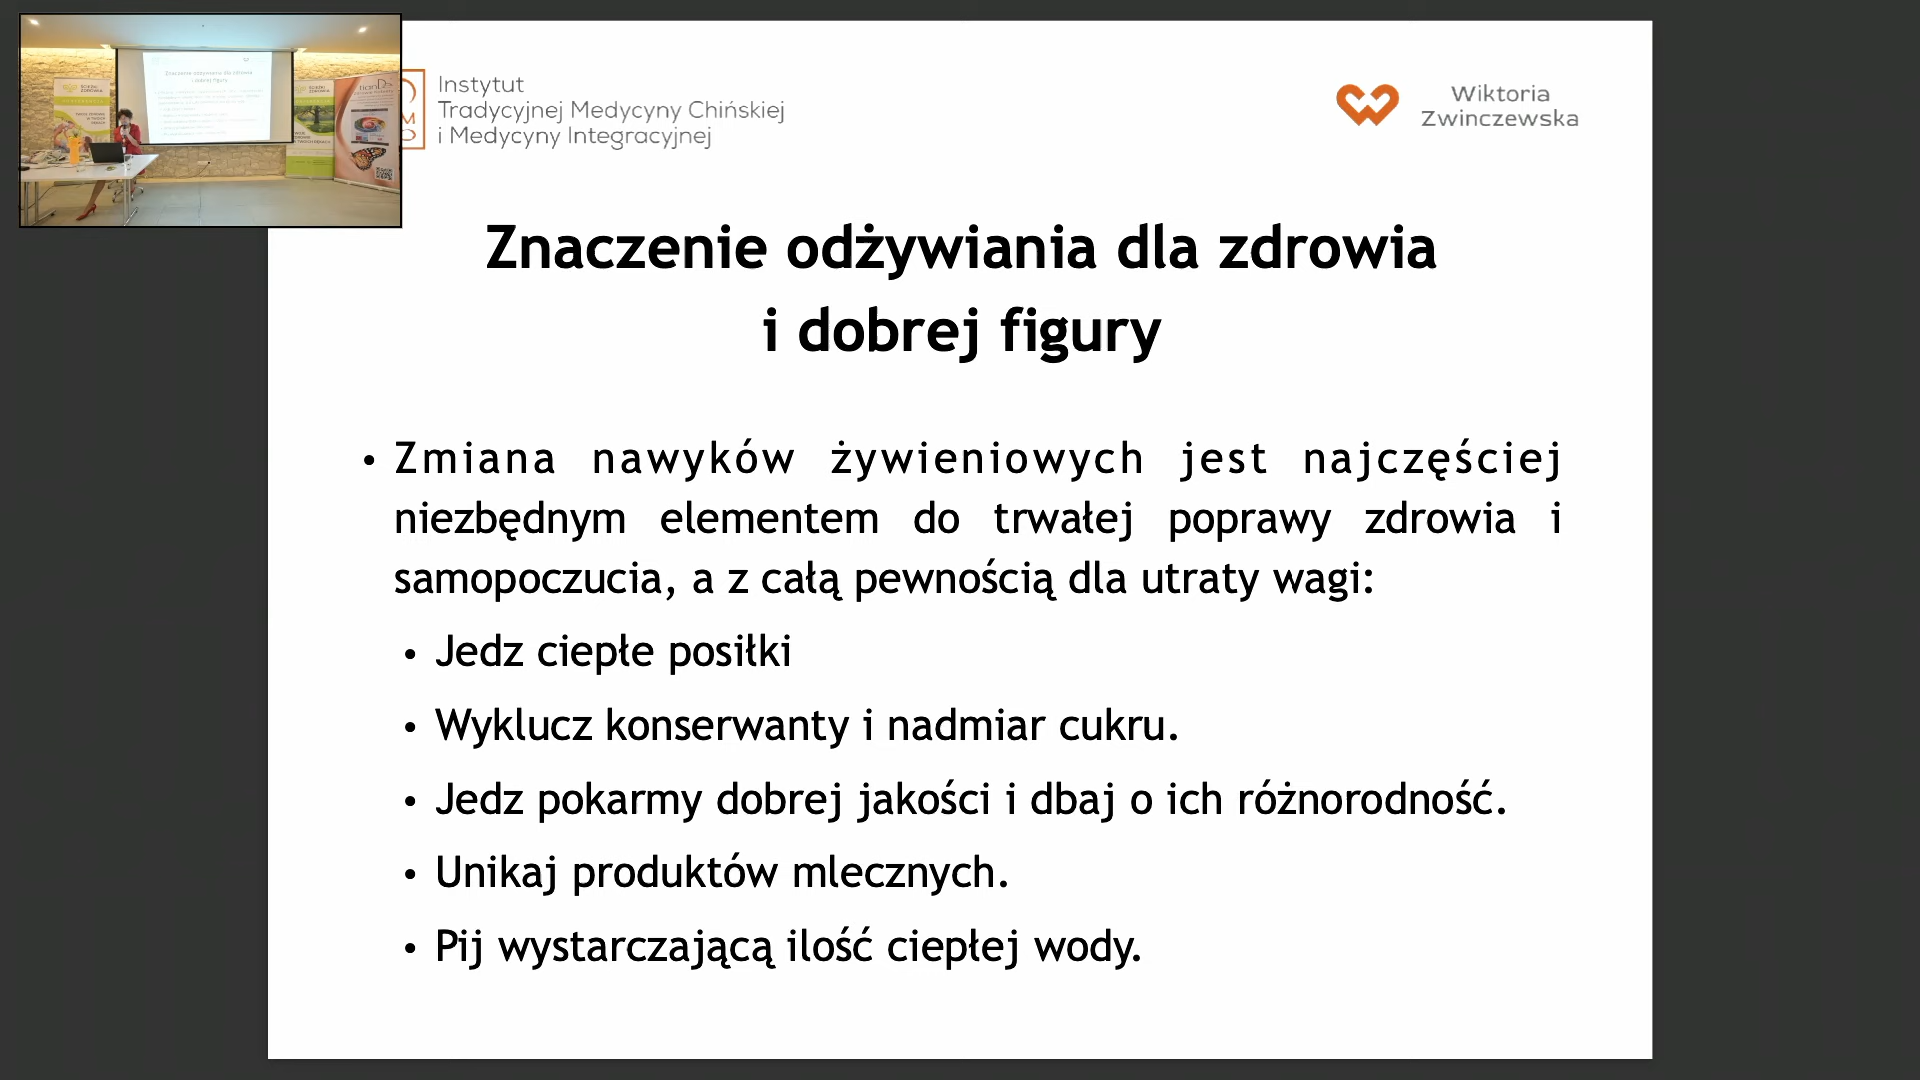 Instytut
Tradycyjnej Medycyny Chińskiej
i Medycyny Integracyjnej
Wiktoria
Zwinczewska
Znaczenie odżywiania dla zdrowia
i dobrej figury
• Zmiana nawyków żywieniowych jest najczęściej
niezbędnym elementem do trwałej poprawy zdrowia i
samopoczucia, a z całą pewnością dla utraty wagi:
• Jedz ciepłe posiłki
• Wyklucz konserwanty i nadmiar cukru.
• Jedz pokarmy dobrej jakości i dbaj o ich różnorodność.
• Unikaj produktów mlecznych.
• Pij wystarczającą ilość ciepłej wody.